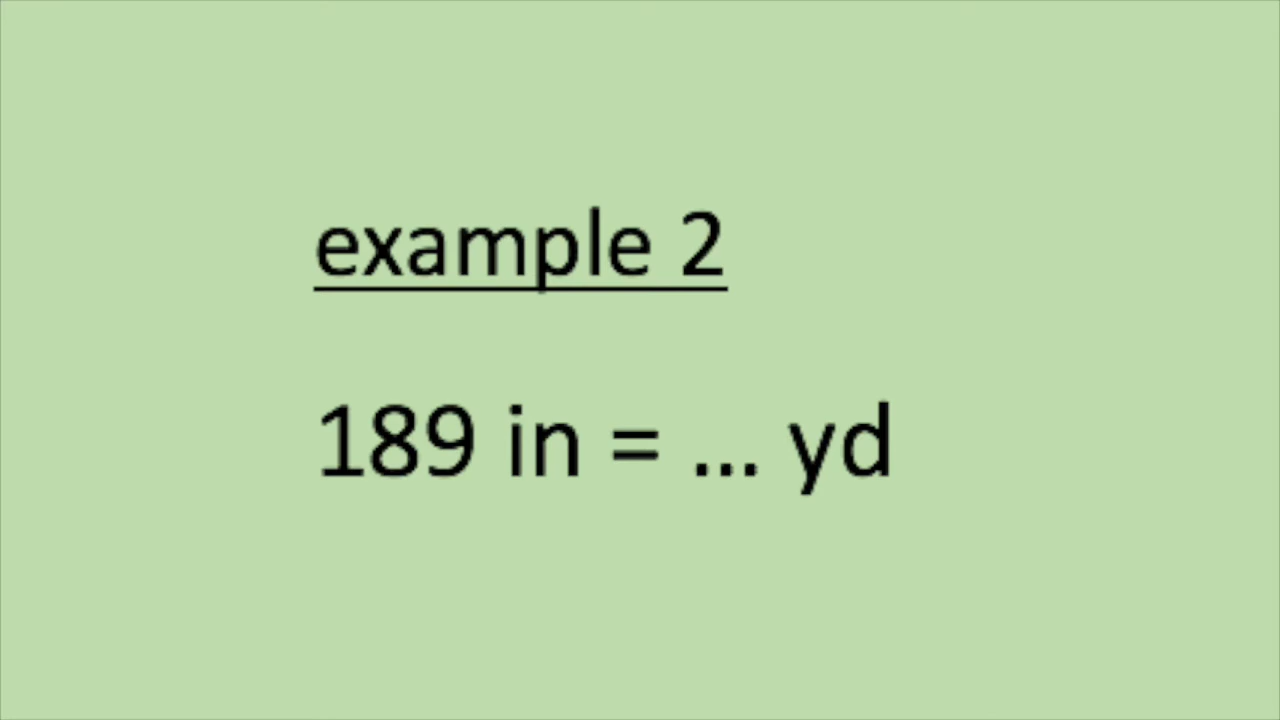 example 2
189 in = ... yd